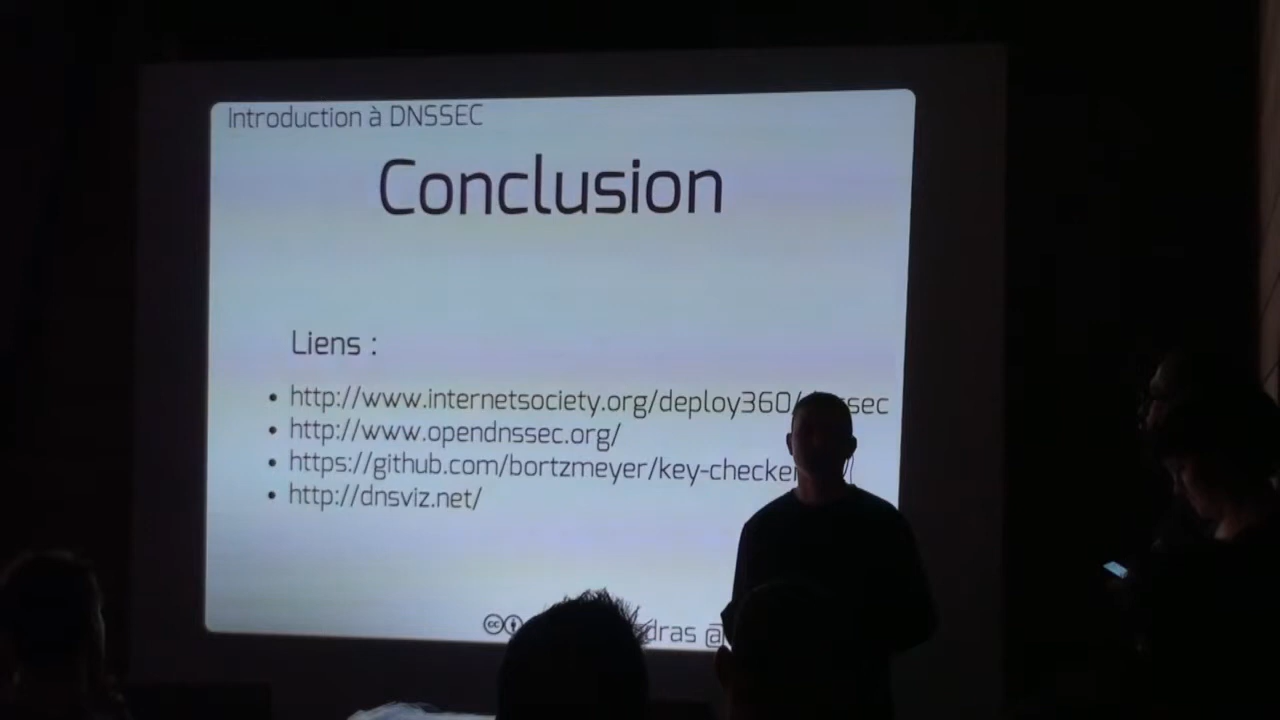 Introduction à DNSSEC
Conclusion
Liens :
• http://www.internetsociety.org/deploy360/
• http://www.opendnssec.org/
• https://github.com/bortzmeyer/key-checker
• http://dnsviz.net/
cc
@